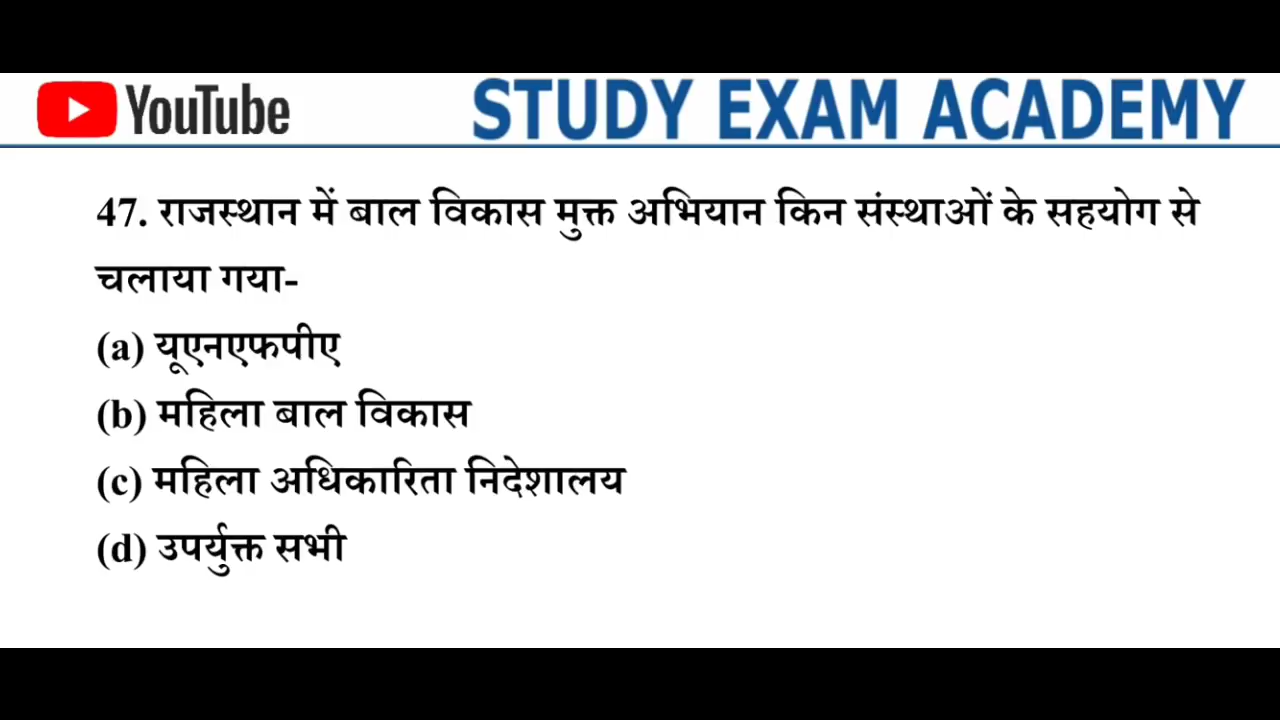 YouTube STUDY EXAM ACADEMY
47. राजस्थान में बाल विकास मुक्त अभियान किन संस्थाओं के सहयोग से
चलाया गया-
(a) यूएनएफपीए
(b) महिला बाल विकास
(c) महिला अधिकारिता निदेशालय
(d) उपर्युक्त सभी